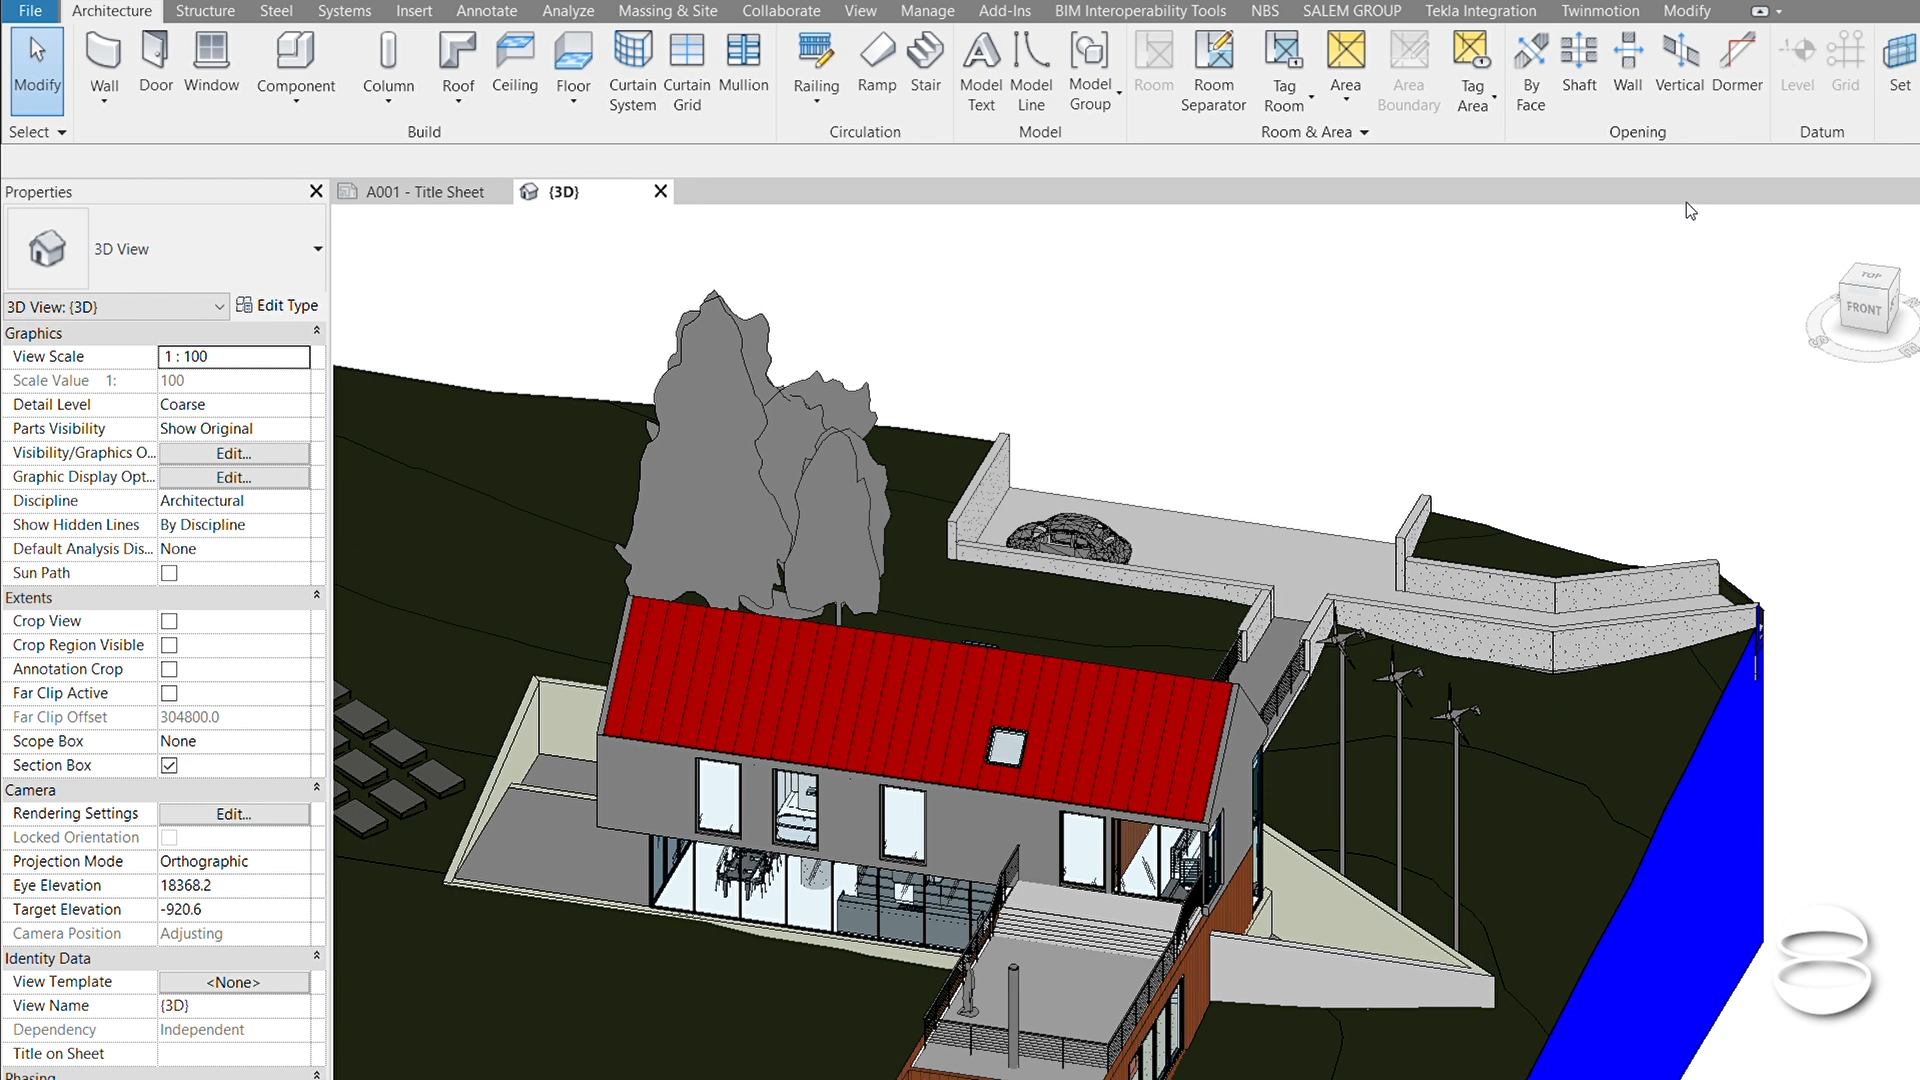 File Architecture Structure Steel Systems Insert Annotate Analyze Massing & Site Collaborate View Manage Add-Ins BIM Interoperability Tools NBS SALEM GROUP Tekla Integration Twinmotion Modify
Modify Wall Door Window Component Column Roof Ceiling Floor Curtain System Curtain Grid Mullion Railing Ramp Stair Model Text Model Line Model Group Room Room Separator Tag Room Area Area Boundary Tag Area By Face Shaft Wall Vertical Dormer Level Grid Set
Select Build Circulation Model Room & Area Opening Datum
Properties
A001 - Title Sheet {3D}
3D View
3D View: {3D} Edit Type
Graphics
View Scale 1 : 100
Scale Value 1: 100
Detail Level Coarse
Parts Visibility Show Original
Visibility/Graphics O... Edit...
Graphic Display Opt... Edit...
Discipline Architectural
Show Hidden Lines By Discipline
Default Analysis Dis... None
Sun Path
Extents
Crop View
Crop Region Visible
Annotation Crop
Far Clip Active
Far Clip Offset 304800.0
Scope Box None
Section Box
Camera
Rendering Settings Edit...
Locked Orientation
Projection Mode Orthographic
Eye Elevation 18368.2
Target Elevation -920.6
Camera Position Adjusting
Identity Data
View Template <None>
View Name {3D}
Dependency Independent
Title on Sheet
Phasing
TOP
FRONT